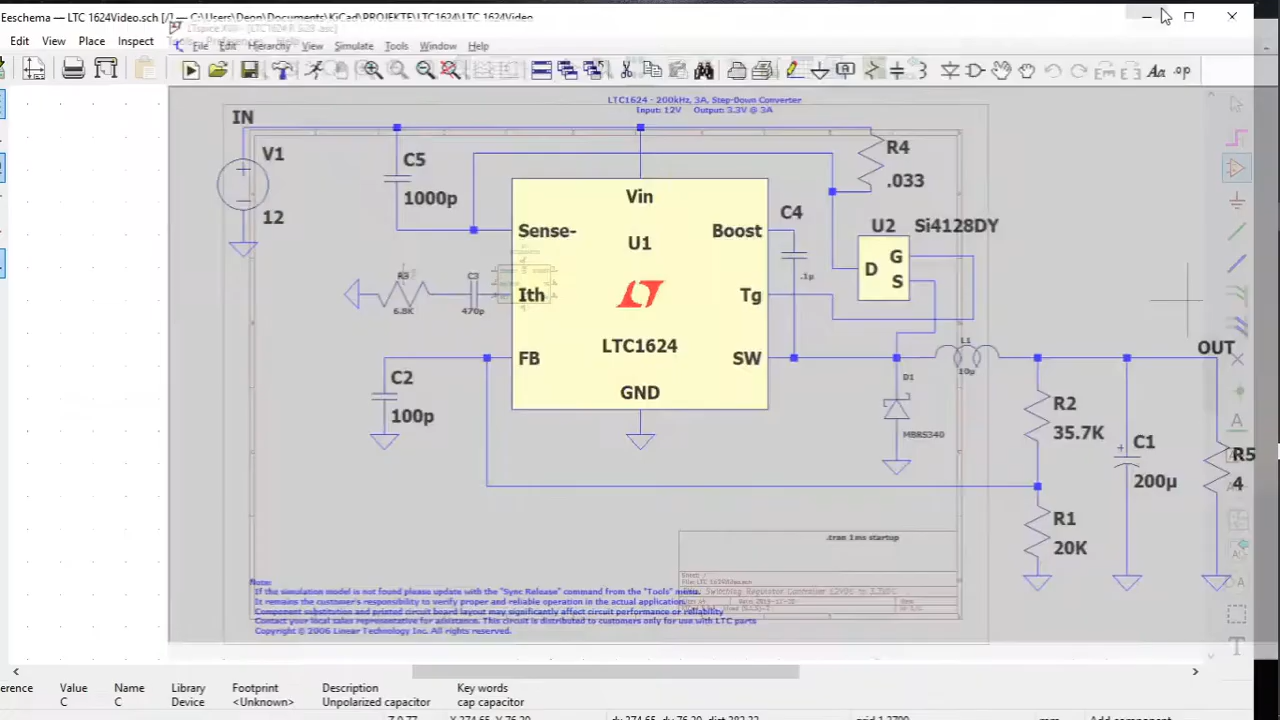 Eeschema — LTC 1624Video.sch [/] — C:\Users\Deon\Documents\KiCad\PROJEKTE\LTC1624\LTC 1624Video
Edit View Place Inspect
File Edit Hierarchy View Simulate Tools Window Help
LTC1624 - 200kHz, 3A, Step-Down Converter
Input: 12V Output: 3.3V @ 3A
IN
V1
12
C5
1000p
R4
.033
Vin
Sense-
U1
Boost
C4
.1µ
U2 Si4128DY
D G
S
R3
6.8K
C3
470p
Ith
Tg
LTC1624
FB
SW
GND
C2
100p
L1
10µ
OUT
D1
MBRS340
R2
35.7K
C1
200µ
R5
4
R1
20K
.tran 1ms startup
Note:
If the simulation model is not found please update with the "Sync Release" command from the "Tools" menu.
It remains the customer's responsibility to verify proper and reliable operation in the actual application.
Component substitution and printed circuit board layout may significantly affect circuit performance or reliability
Contact your local sales representative for assistance. This circuit is distributed to customers only for use with LTC parts
Copyright © 2006 Linear Technology Inc. All rights reserved.
erence Value Name Library Footprint Description Key words
C C Device <Unknown> Unpolarized capacitor cap capacitor